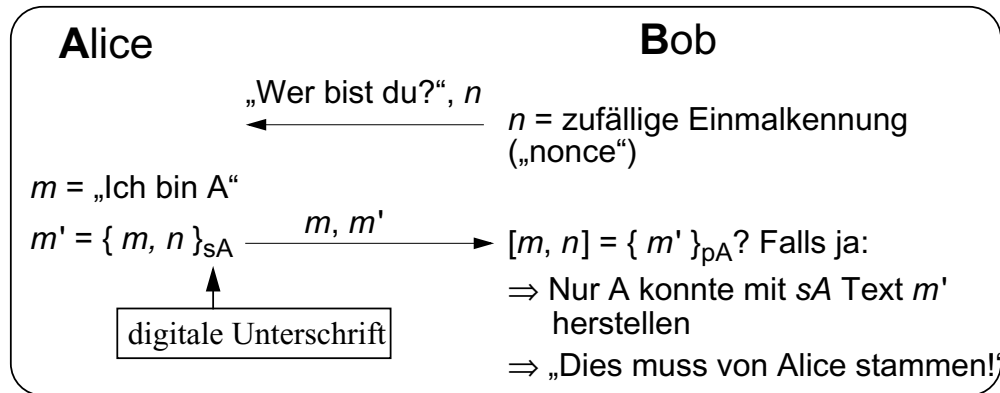 Alice
Bob
„Wer bist du?“, n
n = zufällige Einmalkennung
(„nonce“)
m = „Ich bin A“
m' = { m, n }sA
m, m'
[m, n] = { m' }pA? Falls ja:
⇒ Nur A konnte mit sA Text m'
herstellen
digitale Unterschrift
⇒ „Dies muss von Alice stammen!“